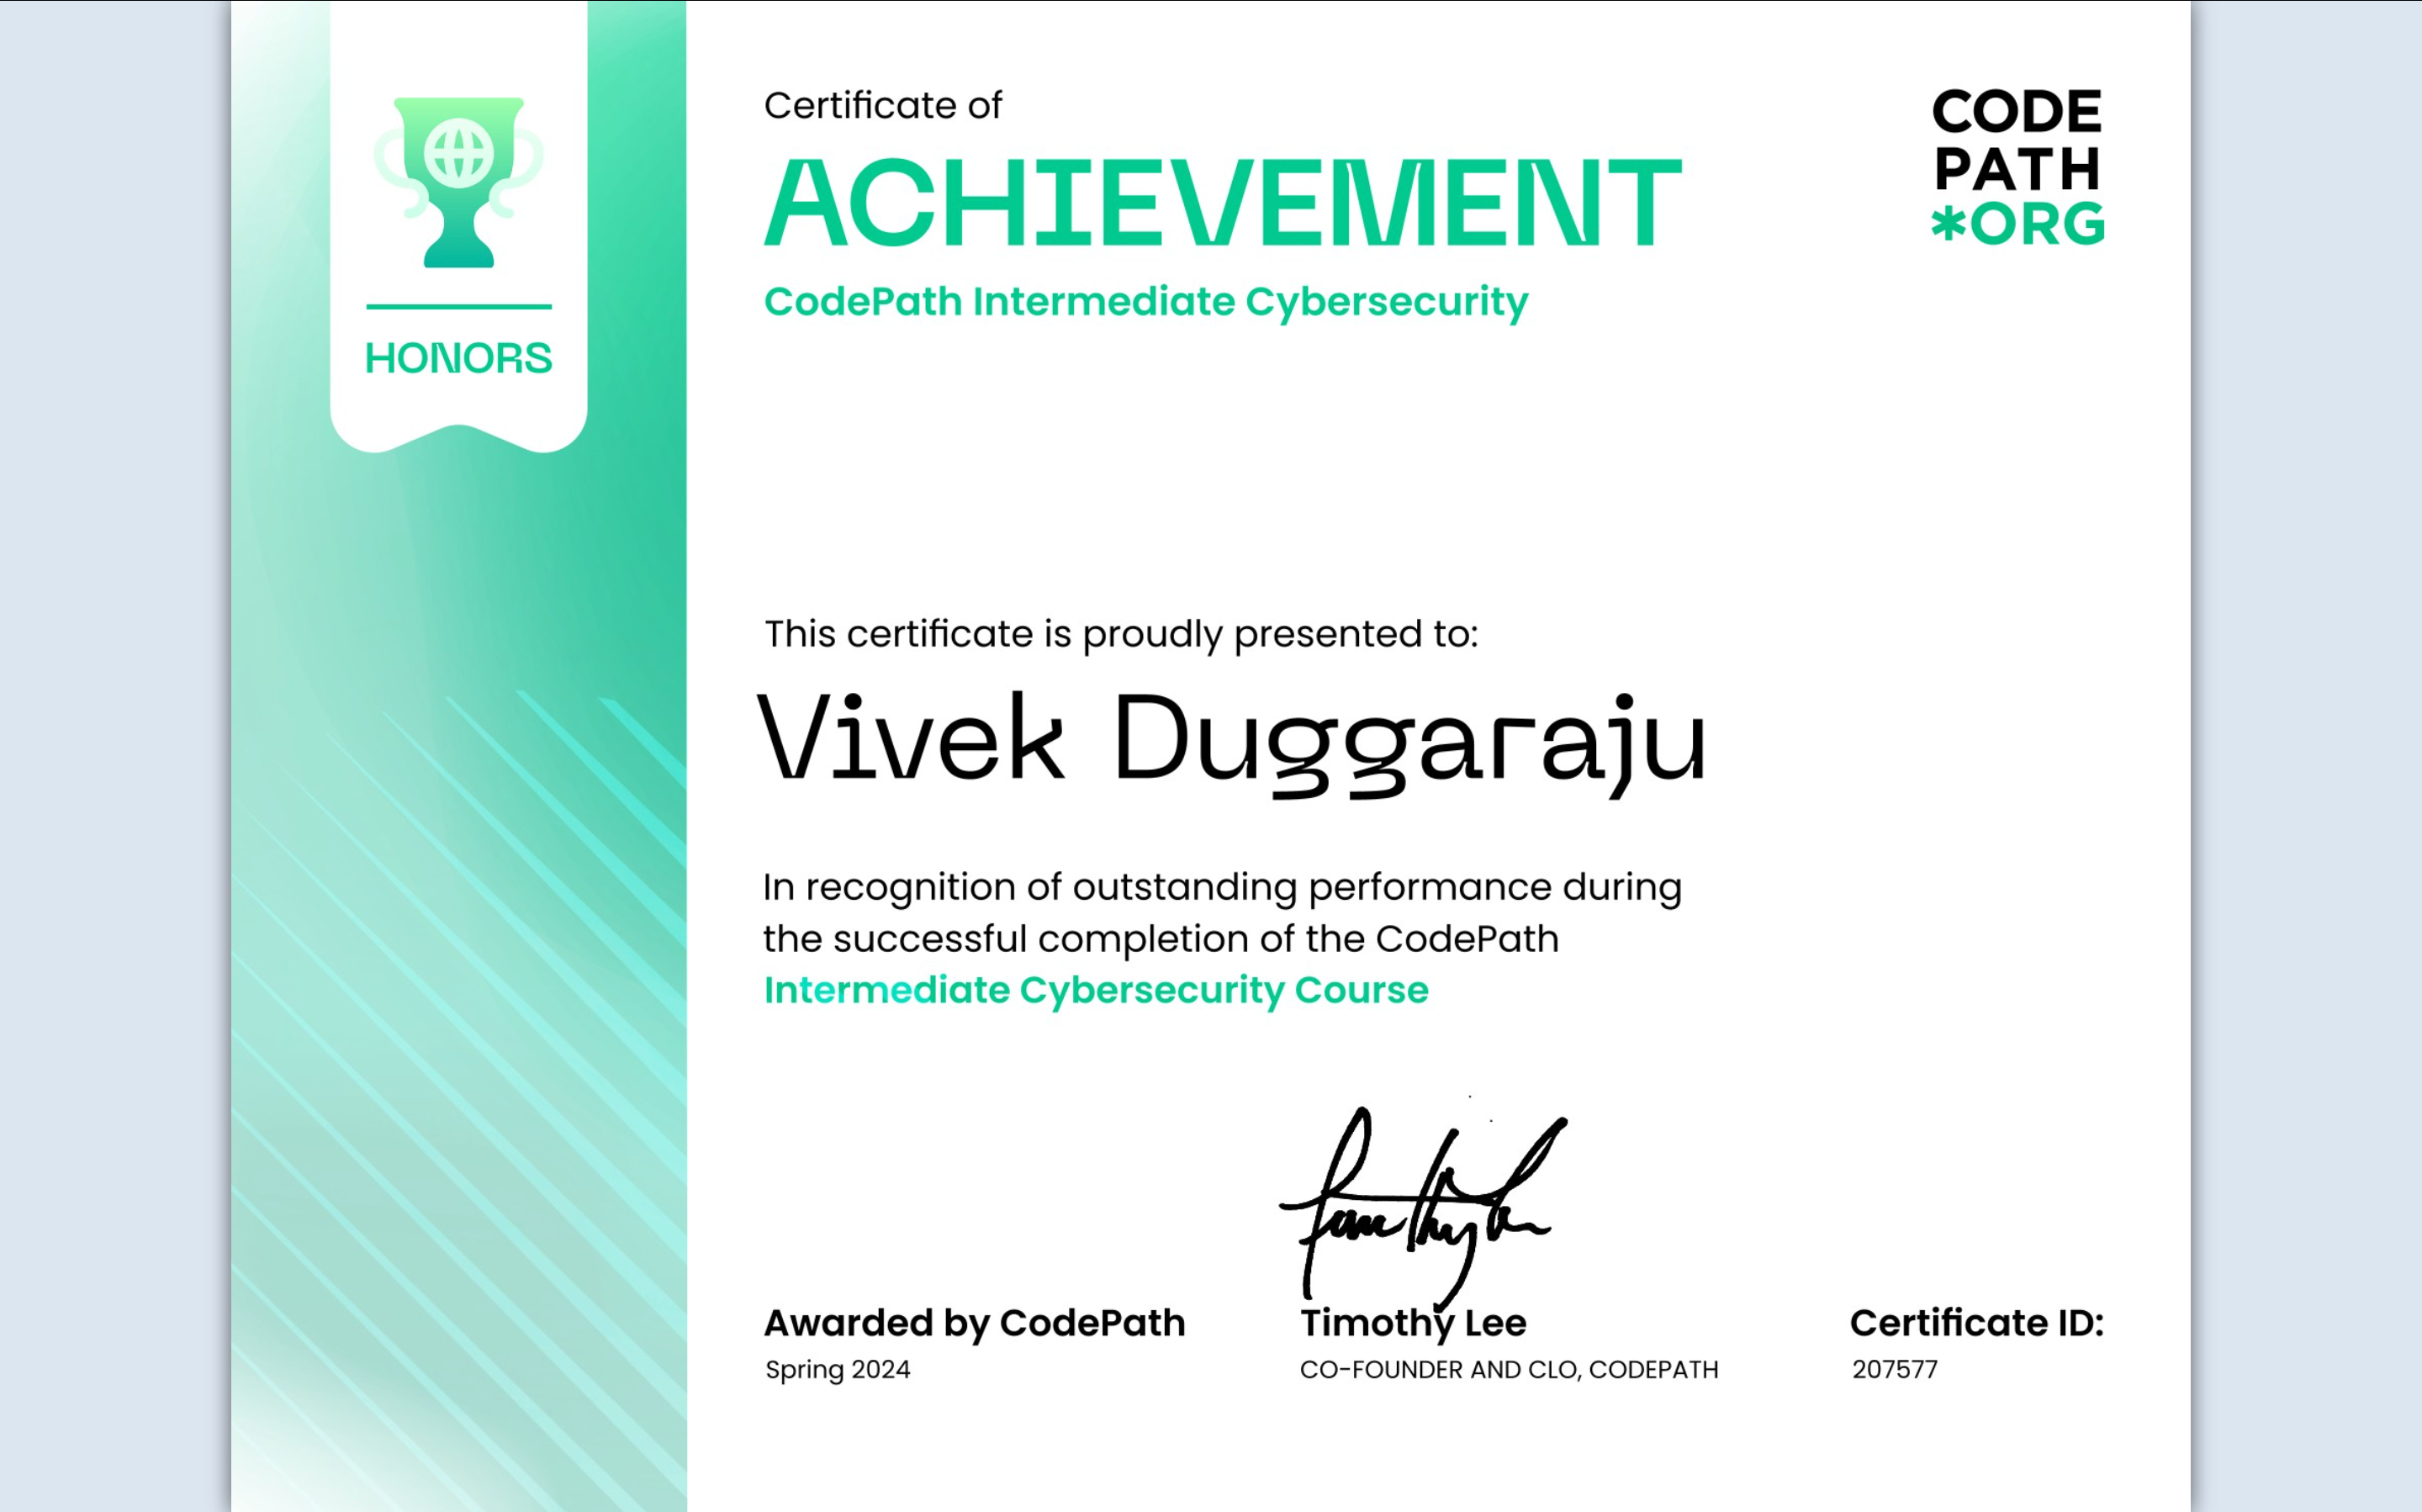 HONORS
Certificate of
ACHIEVEMENT
CodePath Intermediate Cybersecurity
CODE
PATH
*ORG
This certificate is proudly presented to:
Vivek Duggaraju
In recognition of outstanding performance during
the successful completion of the CodePath
Intermediate Cybersecurity Course
Awarded by CodePath
Spring 2024
Timothy Lee
CO-FOUNDER AND CLO, CODEPATH
Certificate ID:
207577